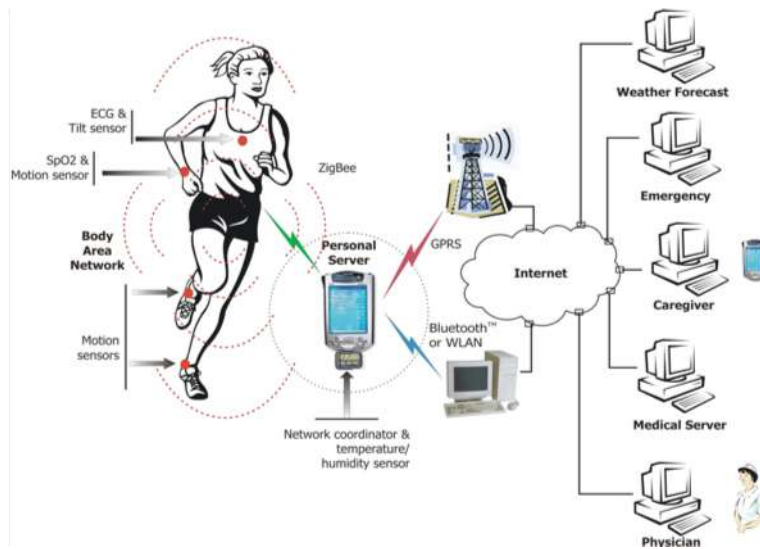 ECG &
Tilt sensor
SpO2 &
Motion sensor
Body
Area
Network
Motion
sensors
ZigBee
Personal
Server
Network coordinator &
temperature/
humidity sensor
GPRS
Bluetooth™
or WLAN
Internet
Weather Forecast
Emergency
Caregiver
Medical Server
Physician